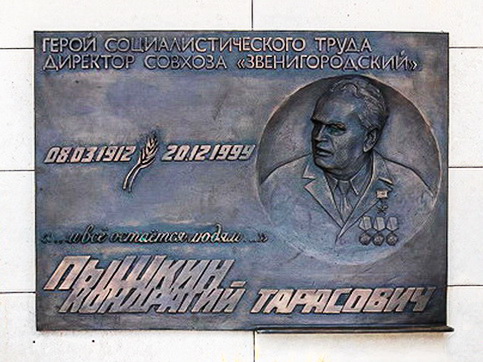 ГЕРОЙ СОЦИАЛИСТИЧЕСКОГО ТРУДА
ДИРЕКТОР СОВХОЗА «ЗВЕНИГОРОДСКИЙ»
08.03.1912 20.12.1999
«...и всё остаётся людям...»
ПЫШКИН
КОНДРАТИЙ ТАРАСОВИЧ